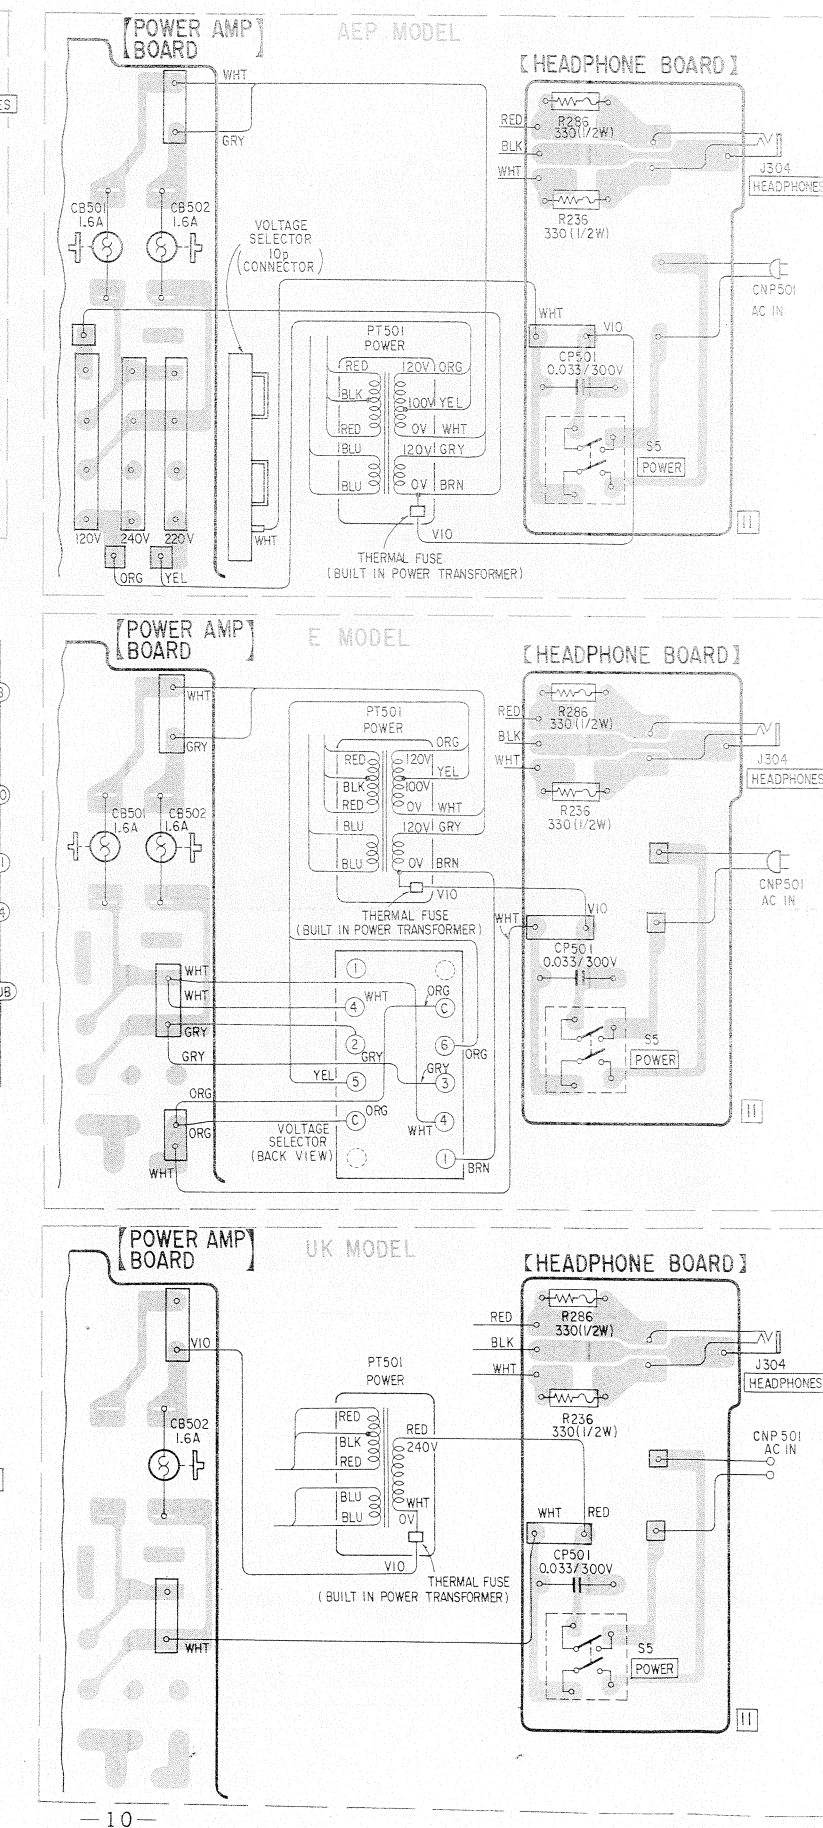 ES
【POWER AMP】
BOARD
AEP MODEL
【HEADPHONE BOARD】
WHT
GRY
RED
BLK
WHT
R286
330(1/2W)
R236
330(1/2W)
J304
HEADPHONES
CB501
1.6A
CB502
1.6A
VOLTAGE
SELECTOR
10p
(CONNECTOR)
CNP501
AC IN
WHT
VIO
PT501
POWER
CP501
0.033/300V
RED
120V
ORG
BLK
100V
YEL
RED
0V
WHT
BLU
120V
GRY
BLU
0V
BRN
S5
POWER
11
120V
240V
220V
WHT
VIO
THERMAL FUSE
(BUILT IN POWER TRANSFORMER)
ORG
YEL
【POWER AMP】
BOARD
E MODEL
【HEADPHONE BOARD】
WHT
GRY
PT501
POWER
ORG
RED
120V
YEL
BLK
100V
RED
0V
WHT
BLU
120V
GRY
BLU
0V
BRN
VIO
RED
BLK
WHT
R286
330(1/2W)
R236
330(1/2W)
J304
HEADPHONES
CB501
1.6A
CB502
1.6A
THERMAL FUSE
(BUILT IN POWER TRANSFORMER)
CNP501
AC IN
WHT
VIO
CP501
0.033/300V
WHT
WHT
GRY
GRY
ORG
ORG
WHT
1
4
WHT
2
GRY
YEL
5
C
ORG
ORG
C
6
ORG
GRY
3
4
WHT
1
BRN
VOLTAGE
SELECTOR
(BACK VIEW)
S5
POWER
11
【POWER AMP】
BOARD
UK MODEL
【HEADPHONE BOARD】
VIO
RED
BLK
WHT
R286
330(1/2W)
R236
330(1/2W)
J304
HEADPHONES
PT501
POWER
CB502
1.6A
RED
BLK
RED
BLU
BLU
RED
240V
WHT
0V
VIO
THERMAL FUSE
(BUILT IN POWER TRANSFORMER)
CNP501
AC IN
WHT
RED
CP501
0.033/300V
WHT
S5
POWER
11
—10—